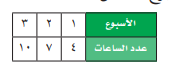 الأسبوع ١ ٢ ٣
عدد الساعات ٤ ٧ ١٠